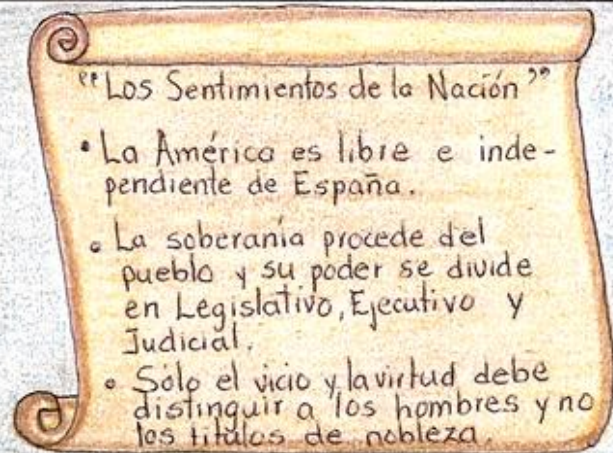 "Los Sentimientos de la Nación"
• La América es libre e inde-
pendiente de España.
• La soberanía procede del
pueblo y su poder se divide
en Legislativo, Ejecutivo y
Judicial.
• Sólo el vicio y la virtud debe
distinguir a los hombres y no
los títulos de nobleza.